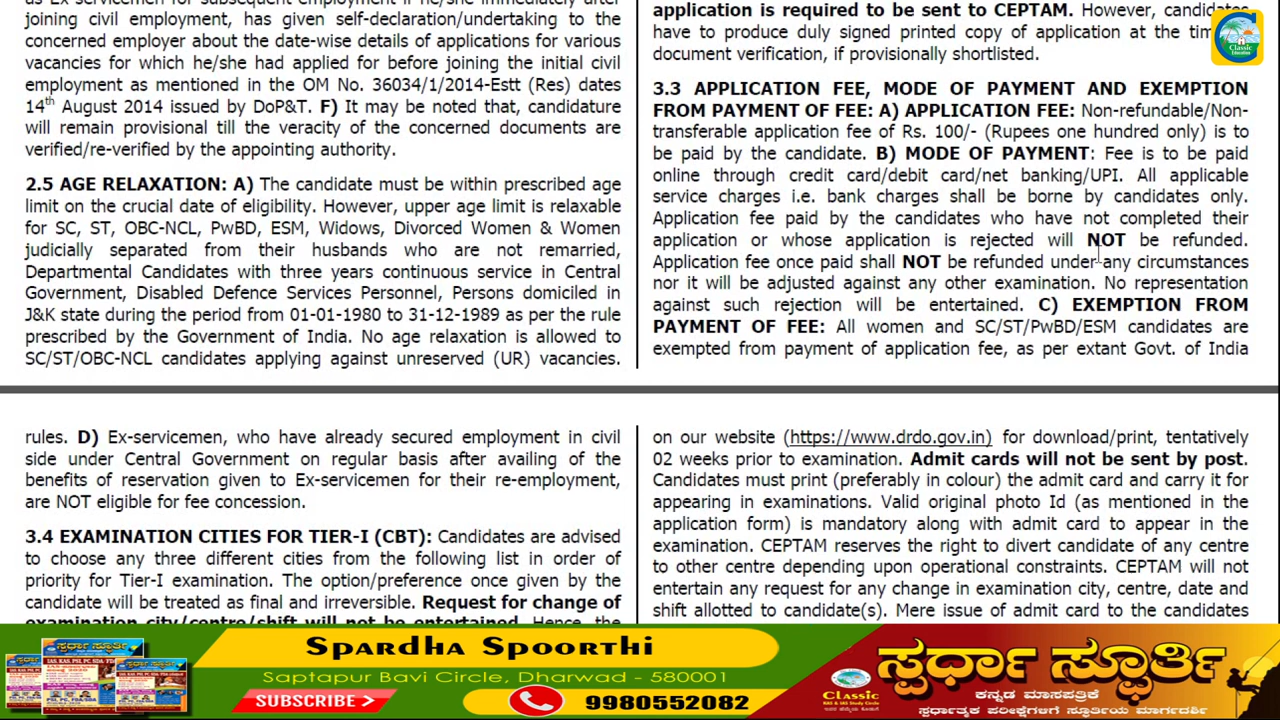 as Ex-servicemen for subsequent employment if he/she immediately after
joining civil employment, has given self-declaration/undertaking to the
concerned employer about the date-wise details of applications for various
vacancies for which he/she had applied for before joining the initial civil
employment as mentioned in the OM No. 36034/1/2014-Estt (Res) dates
14th August 2014 issued by DoP&T. F) It may be noted that, candidature
will remain provisional till the veracity of the concerned documents are
verified/re-verified by the appointing authority.
2.5 AGE RELAXATION: A) The candidate must be within prescribed age
limit on the crucial date of eligibility. However, upper age limit is relaxable
for SC, ST, OBC-NCL, PwBD, ESM, Widows, Divorced Women & Women
judicially separated from their husbands who are not remarried,
Departmental Candidates with three years continuous service in Central
Government, Disabled Defence Services Personnel, Persons domiciled in
J&K state during the period from 01-01-1980 to 31-12-1989 as per the rule
prescribed by the Government of India. No age relaxation is allowed to
SC/ST/OBC-NCL candidates applying against unreserved (UR) vacancies.
application is required to be sent to CEPTAM. However, candidates
have to produce duly signed printed copy of application at the time
document verification, if provisionally shortlisted.
3.3 APPLICATION FEE, MODE OF PAYMENT AND EXEMPTION
FROM PAYMENT OF FEE: A) APPLICATION FEE: Non-refundable/Non-
transferable application fee of Rs. 100/- (Rupees one hundred only) is to
be paid by the candidate. B) MODE OF PAYMENT: Fee is to be paid
online through credit card/debit card/net banking/UPI. All applicable
service charges i.e. bank charges shall be borne by candidates only.
Application fee paid by the candidates who have not completed their
application or whose application is rejected will NOT be refunded.
Application fee once paid shall NOT be refunded under any circumstances
nor it will be adjusted against any other examination. No representation
against such rejection will be entertained. C) EXEMPTION FROM
PAYMENT OF FEE: All women and SC/ST/PwBD/ESM candidates are
exempted from payment of application fee, as per extant Govt. of India
rules. D) Ex-servicemen, who have already secured employment in civil
side under Central Government on regular basis after availing of the
benefits of reservation given to Ex-servicemen for their re-employment,
are NOT eligible for fee concession.
3.4 EXAMINATION CITIES FOR TIER-I (CBT): Candidates are advised
to choose any three different cities from the following list in order of
priority for Tier-I examination. The option/preference once given by the
candidate will be treated as final and irreversible. Request for change of
examination city/centre/shift will not be entertained. Hence, the
on our website (https://www.drdo.gov.in) for download/print, tentatively
02 weeks prior to examination. Admit cards will not be sent by post.
Candidates must print (preferably in colour) the admit card and carry it for
appearing in examinations. Valid original photo Id (as mentioned in the
application form) is mandatory along with admit card to appear in the
examination. CEPTAM reserves the right to divert candidate of any centre
to other centre depending upon operational constraints. CEPTAM will not
entertain any request for any change in examination city, centre, date and
shift allotted to candidate(s). Mere issue of admit card to the candidates
Classic
Education
Spardha Spoorthi
Saptapur Bavi Circle, Dharwad - 580001
SUBSCRIBE >
9980552082
Classic
ಸ್ಪರ್ಧಾ ಸ್ಫೂರ್ತಿ
ಕನ್ನಡ ಮಾಸಪತ್ರಿಕೆ
ಸ್ಪರ್ಧಾತ್ಮಕ ಪರೀಕ್ಷೆಗಳಿಗೆ ಸ್ಫೂರ್ತಿಯ ಮಾರ್ಗದರ್ಶಿ